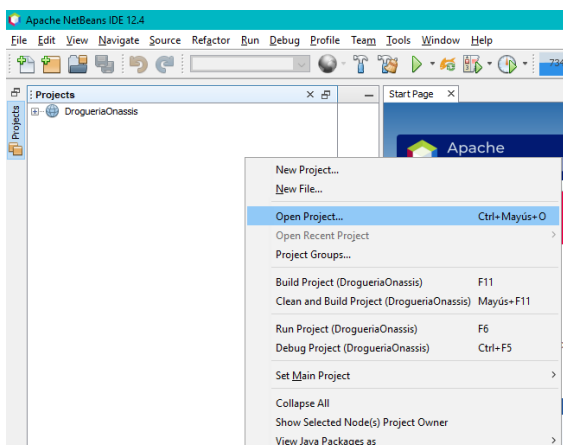 Apache NetBeans IDE 12.4
File Edit View Navigate Source Refactor Run Debug Profile Team Tools Window Help
734
Projects
Start Page
Projects
DrogueriaOnassis
Apache
New Project...
New File...
Open Project... Ctrl+Mayús+O
Open Recent Project
Project Groups...
Build Project (DrogueriaOnassis) F11
Clean and Build Project (DrogueriaOnassis) Mayús+F11
Run Project (DrogueriaOnassis) F6
Debug Project (DrogueriaOnassis) Ctrl+F5
Set Main Project
Collapse All
Show Selected Node(s) Project Owner
View Java Packages as